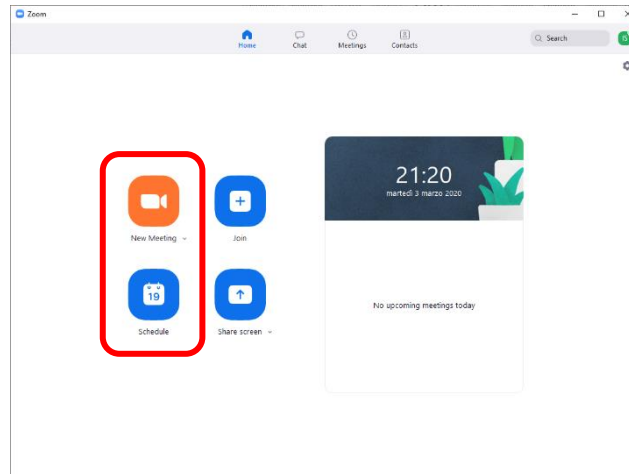 Zoom
Home Chat Meetings Contacts
Search
21:20
martedì 3 marzo 2020
New Meeting
Join
19
Schedule
Share screen
No upcoming meetings today